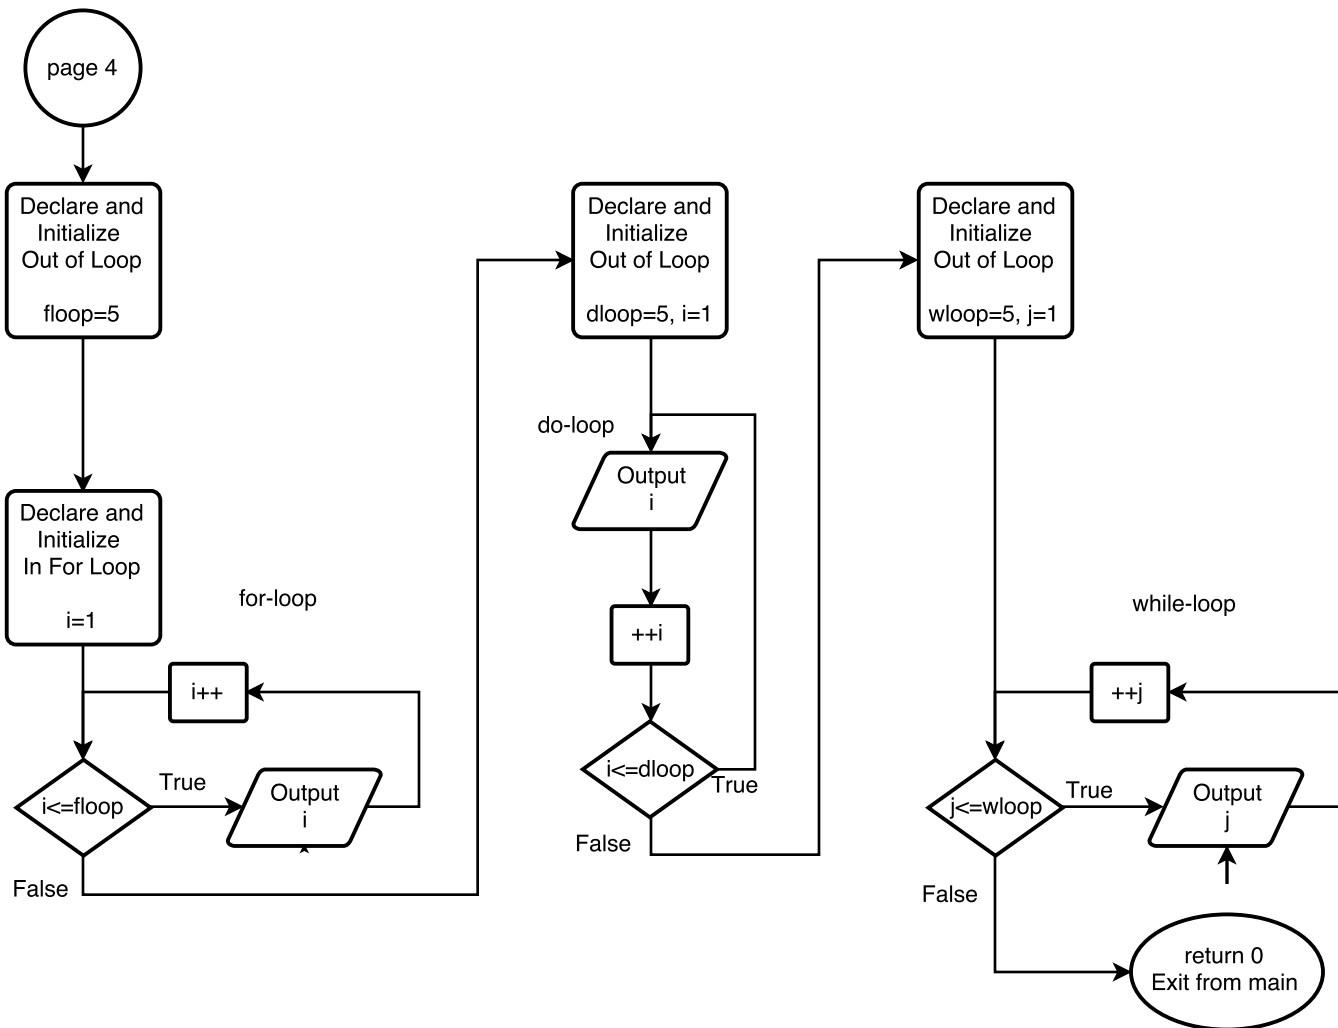 page 4
Declare and
Initialize
Out of Loop
floop=5
Declare and
Initialize
In For Loop
i=1
for-loop
i++
i<=floop
True
Output
i
False
Declare and
Initialize
Out of Loop
dloop=5, i=1
do-loop
Output
i
++i
i<=dloop
True
False
Declare and
Initialize
Out of Loop
wloop=5, j=1
while-loop
++j
j<=wloop
True
Output
j
False
return 0
Exit from main